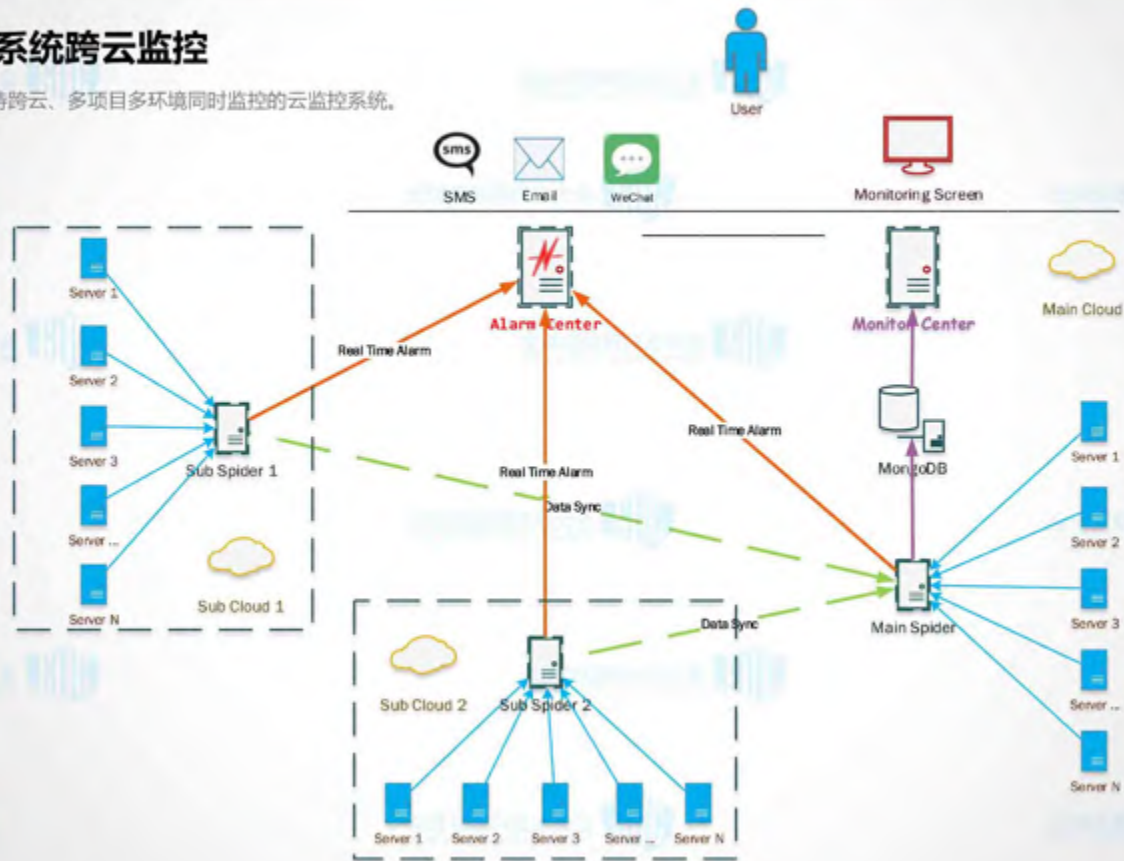 系统跨云监控
持跨云、多项目多环境同时监控的云监控系统。
User
sms
SMS
Email
WeChat
Monitoring Screen
Alarm Center
Monitor Center
Main Cloud
Server 1
Server 2
Server 3
Server ...
Server N
Sub Spider 1
Sub Cloud 1
Real Time Alarm
Real Time Alarm
Real Time Alarm
Data Sync
Data Sync
MongoDB
Main Spider
Server 1
Server 2
Server 3
Server ...
Server N
Sub Cloud 2
Sub Spider 2
Server 1
Server 2
Server 3
Server ...
Server N